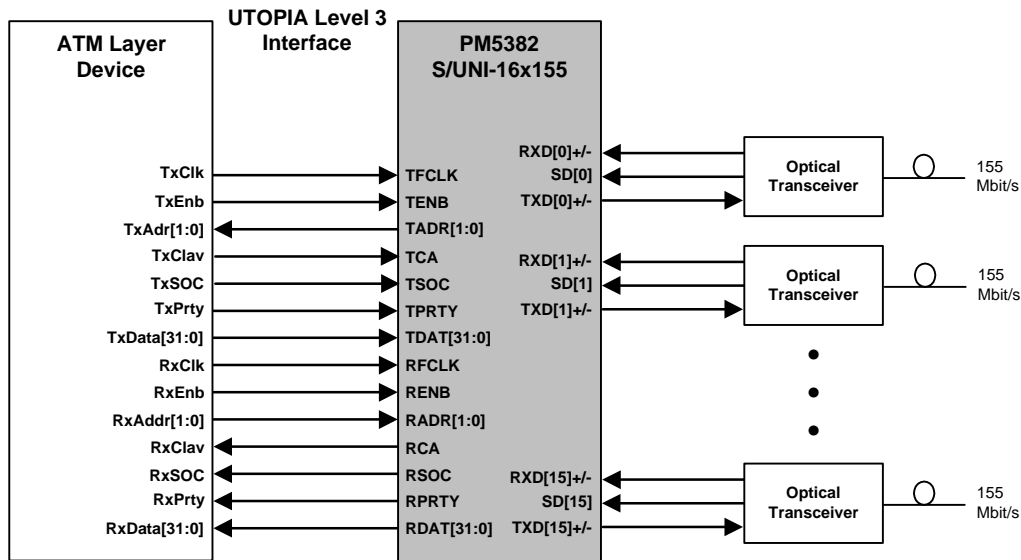 UTOPIA Level 3
Interface
ATM Layer
Device
PM5382
S/UNI-16x155
TxClk
TFCLK
TxEnb
TENB
TxAdr[1:0]
TADR[1:0]
TxClav
TCA
TxSOC
TSOC
TxPrty
TPRTY
TxData[31:0]
TDAT[31:0]
RxClk
RFCLK
RxEnb
RENB
RxAddr[1:0]
RADR[1:0]
RxClav
RCA
RxSOC
RSOC
RxPrty
RPRTY
RxData[31:0]
RDAT[31:0]
RXD[0]+/-
SD[0]
TXD[0]+/-
Optical
Transceiver
155
Mbit/s
RXD[1]+/-
SD[1]
TXD[1]+/-
Optical
Transceiver
155
Mbit/s
RXD[15]+/-
SD[15]
TXD[15]+/-
Optical
Transceiver
155
Mbit/s